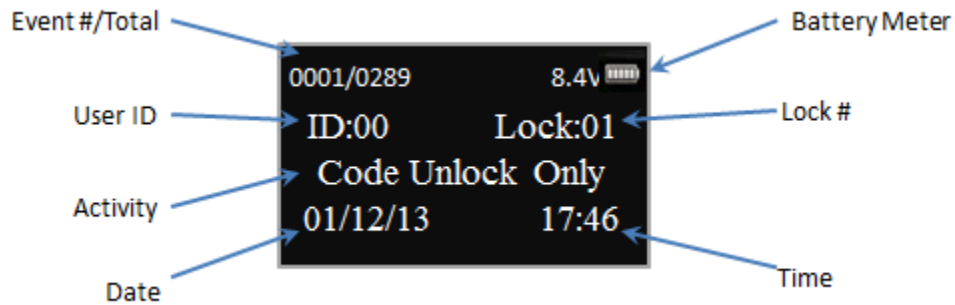 Event #/Total
Battery Meter
0001/0289 8.4V
User ID
ID:00 Lock:01
Lock #
Code Unlock Only
Activity
01/12/13 17:46
Date
Time